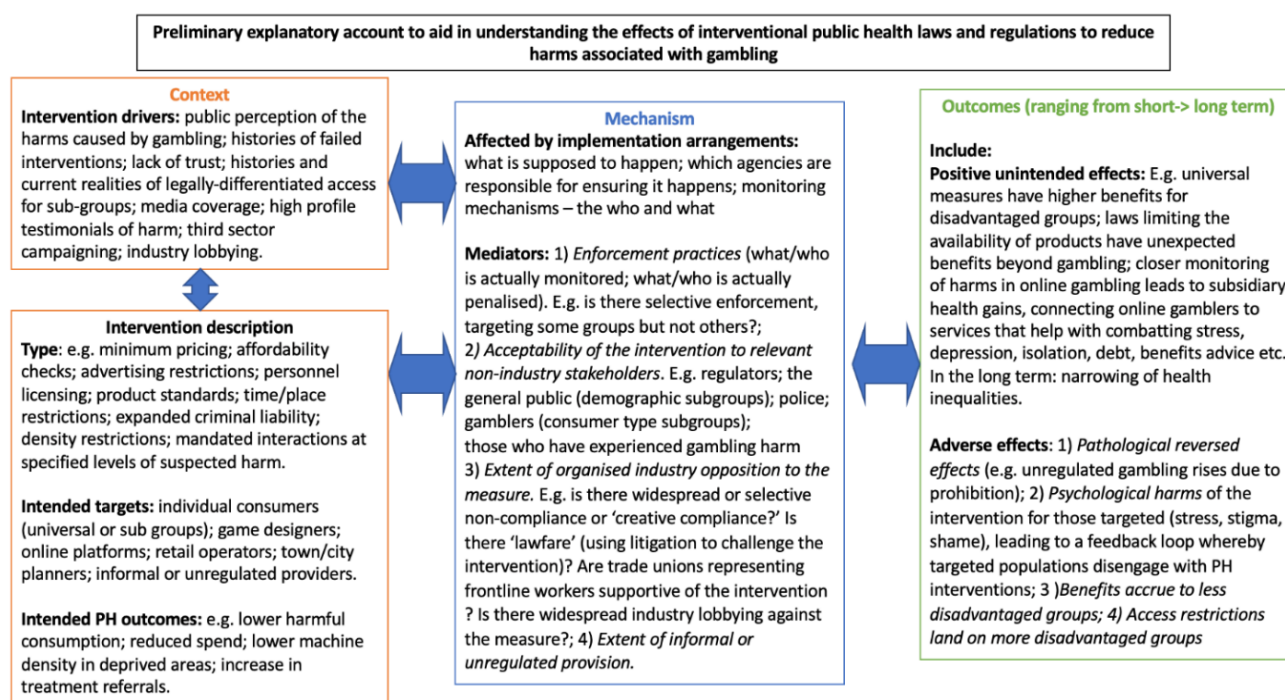 Preliminary explanatory account to aid in understanding the effects of interventional public health laws and regulations to reduce
harms associated with gambling
Context
Intervention drivers: public perception of the
harms caused by gambling; histories of failed
interventions; lack of trust; histories and
current realities of legally-differentiated access
for sub-groups; media coverage; high profile
testimonials of harm; third sector
campaigning; industry lobbying.
Intervention description
Type: e.g. minimum pricing; affordability
checks; advertising restrictions; personnel
licensing; product standards; time/place
restrictions; expanded criminal liability;
density restrictions; mandated interactions at
specified levels of suspected harm.
Intended targets: individual consumers
(universal or sub groups); game designers;
online platforms; retail operators; town/city
planners; informal or unregulated providers.
Intended PH outcomes: e.g. lower harmful
consumption; reduced spend; lower machine
density in deprived areas; increase in
treatment referrals.
Mechanism
Affected by implementation arrangements:
what is supposed to happen; which agencies are
responsible for ensuring it happens; monitoring
mechanisms – the who and what
Mediators: 1) Enforcement practices (what/who
is actually monitored; what/who is actually
penalised). E.g. is there selective enforcement,
targeting some groups but not others?;
2) Acceptability of the intervention to relevant
non-industry stakeholders. E.g. regulators; the
general public (demographic subgroups); police;
gamblers (consumer type subgroups);
those who have experienced gambling harm
3) Extent of organised industry opposition to the
measure. E.g. is there widespread or selective
non-compliance or ‘creative compliance?’ Is
there ‘lawfare’ (using litigation to challenge the
intervention)? Are trade unions representing
frontline workers supportive of the intervention
? Is there widespread industry lobbying against
the measure?; 4) Extent of informal or
unregulated provision.
Outcomes (ranging from short-> long term)
Include:
Positive unintended effects: E.g. universal
measures have higher benefits for
disadvantaged groups; laws limiting the
availability of products have unexpected
benefits beyond gambling; closer monitoring
of harms in online gambling leads to subsidiary
health gains, connecting online gamblers to
services that help with combatting stress,
depression, isolation, debt, benefits advice etc.
In the long term: narrowing of health
inequalities.
Adverse effects: 1) Pathological reversed
effects (e.g. unregulated gambling rises due to
prohibition); 2) Psychological harms of the
intervention for those targeted (stress, stigma,
shame), leading to a feedback loop whereby
targeted populations disengage with PH
interventions; 3 )Benefits accrue to less
disadvantaged groups; 4) Access restrictions
land on more disadvantaged groups